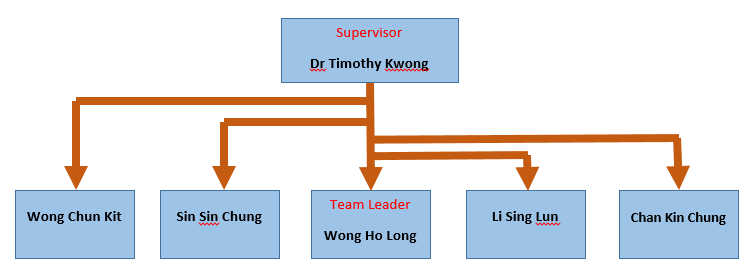 Supervisor
Dr Timothy Kwong
Wong Chun Kit
Sin Sin Chung
Team Leader
Wong Ho Long
Li Sing Lun
Chan Kin Chung